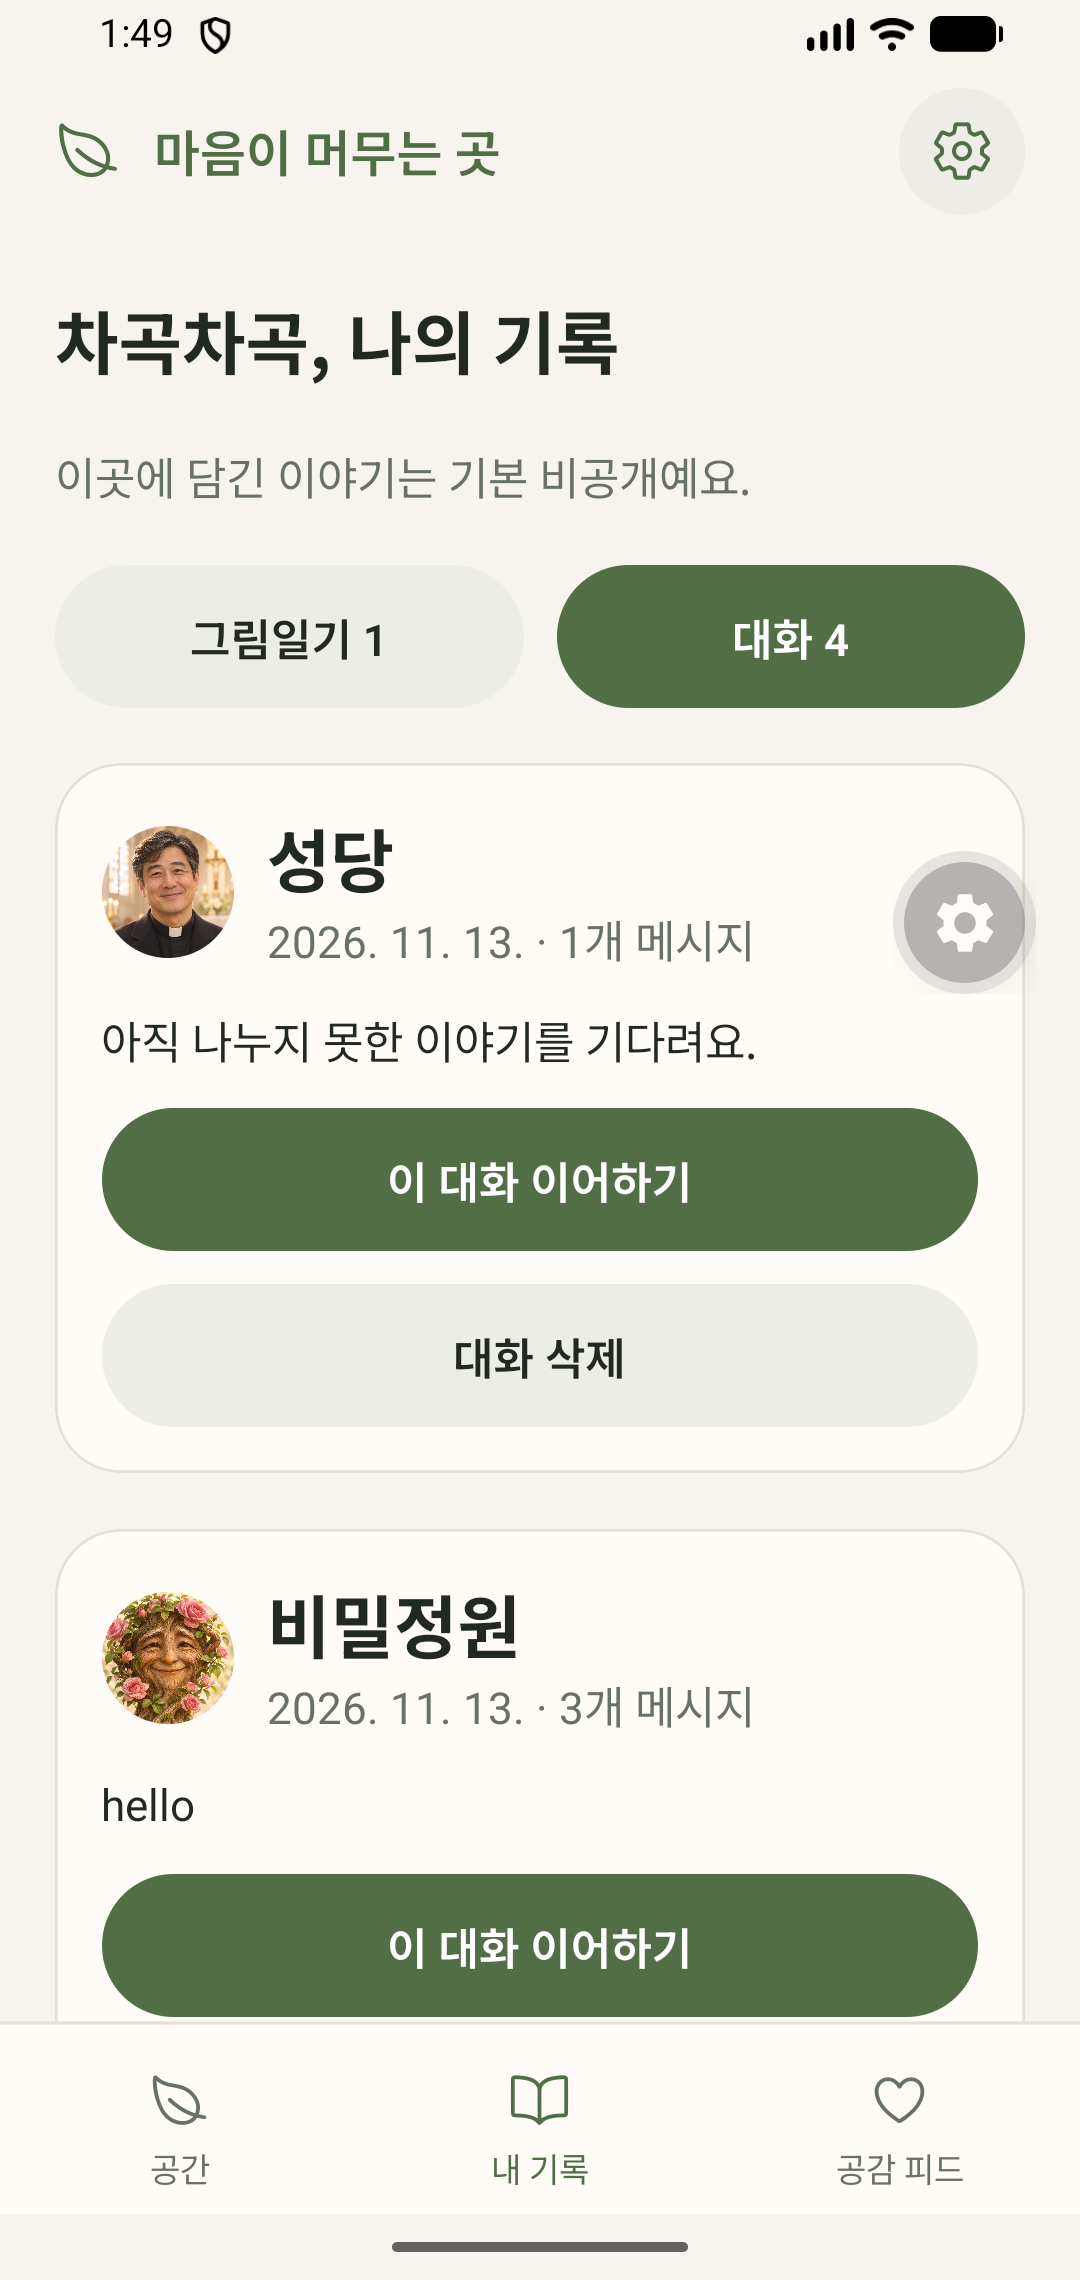 1:49
마음이 머무는 곳
차곡차곡, 나의 기록
이곳에 담긴 이야기는 기본 비공개예요.
그림일기 1
대화 4
성당
2026. 11. 13. · 1개 메시지
아직 나누지 못한 이야기를 기다려요.
이 대화 이어하기
대화 삭제
비밀정원
2026. 11. 13. · 3개 메시지
hello
이 대화 이어하기
공간
내 기록
공감 피드